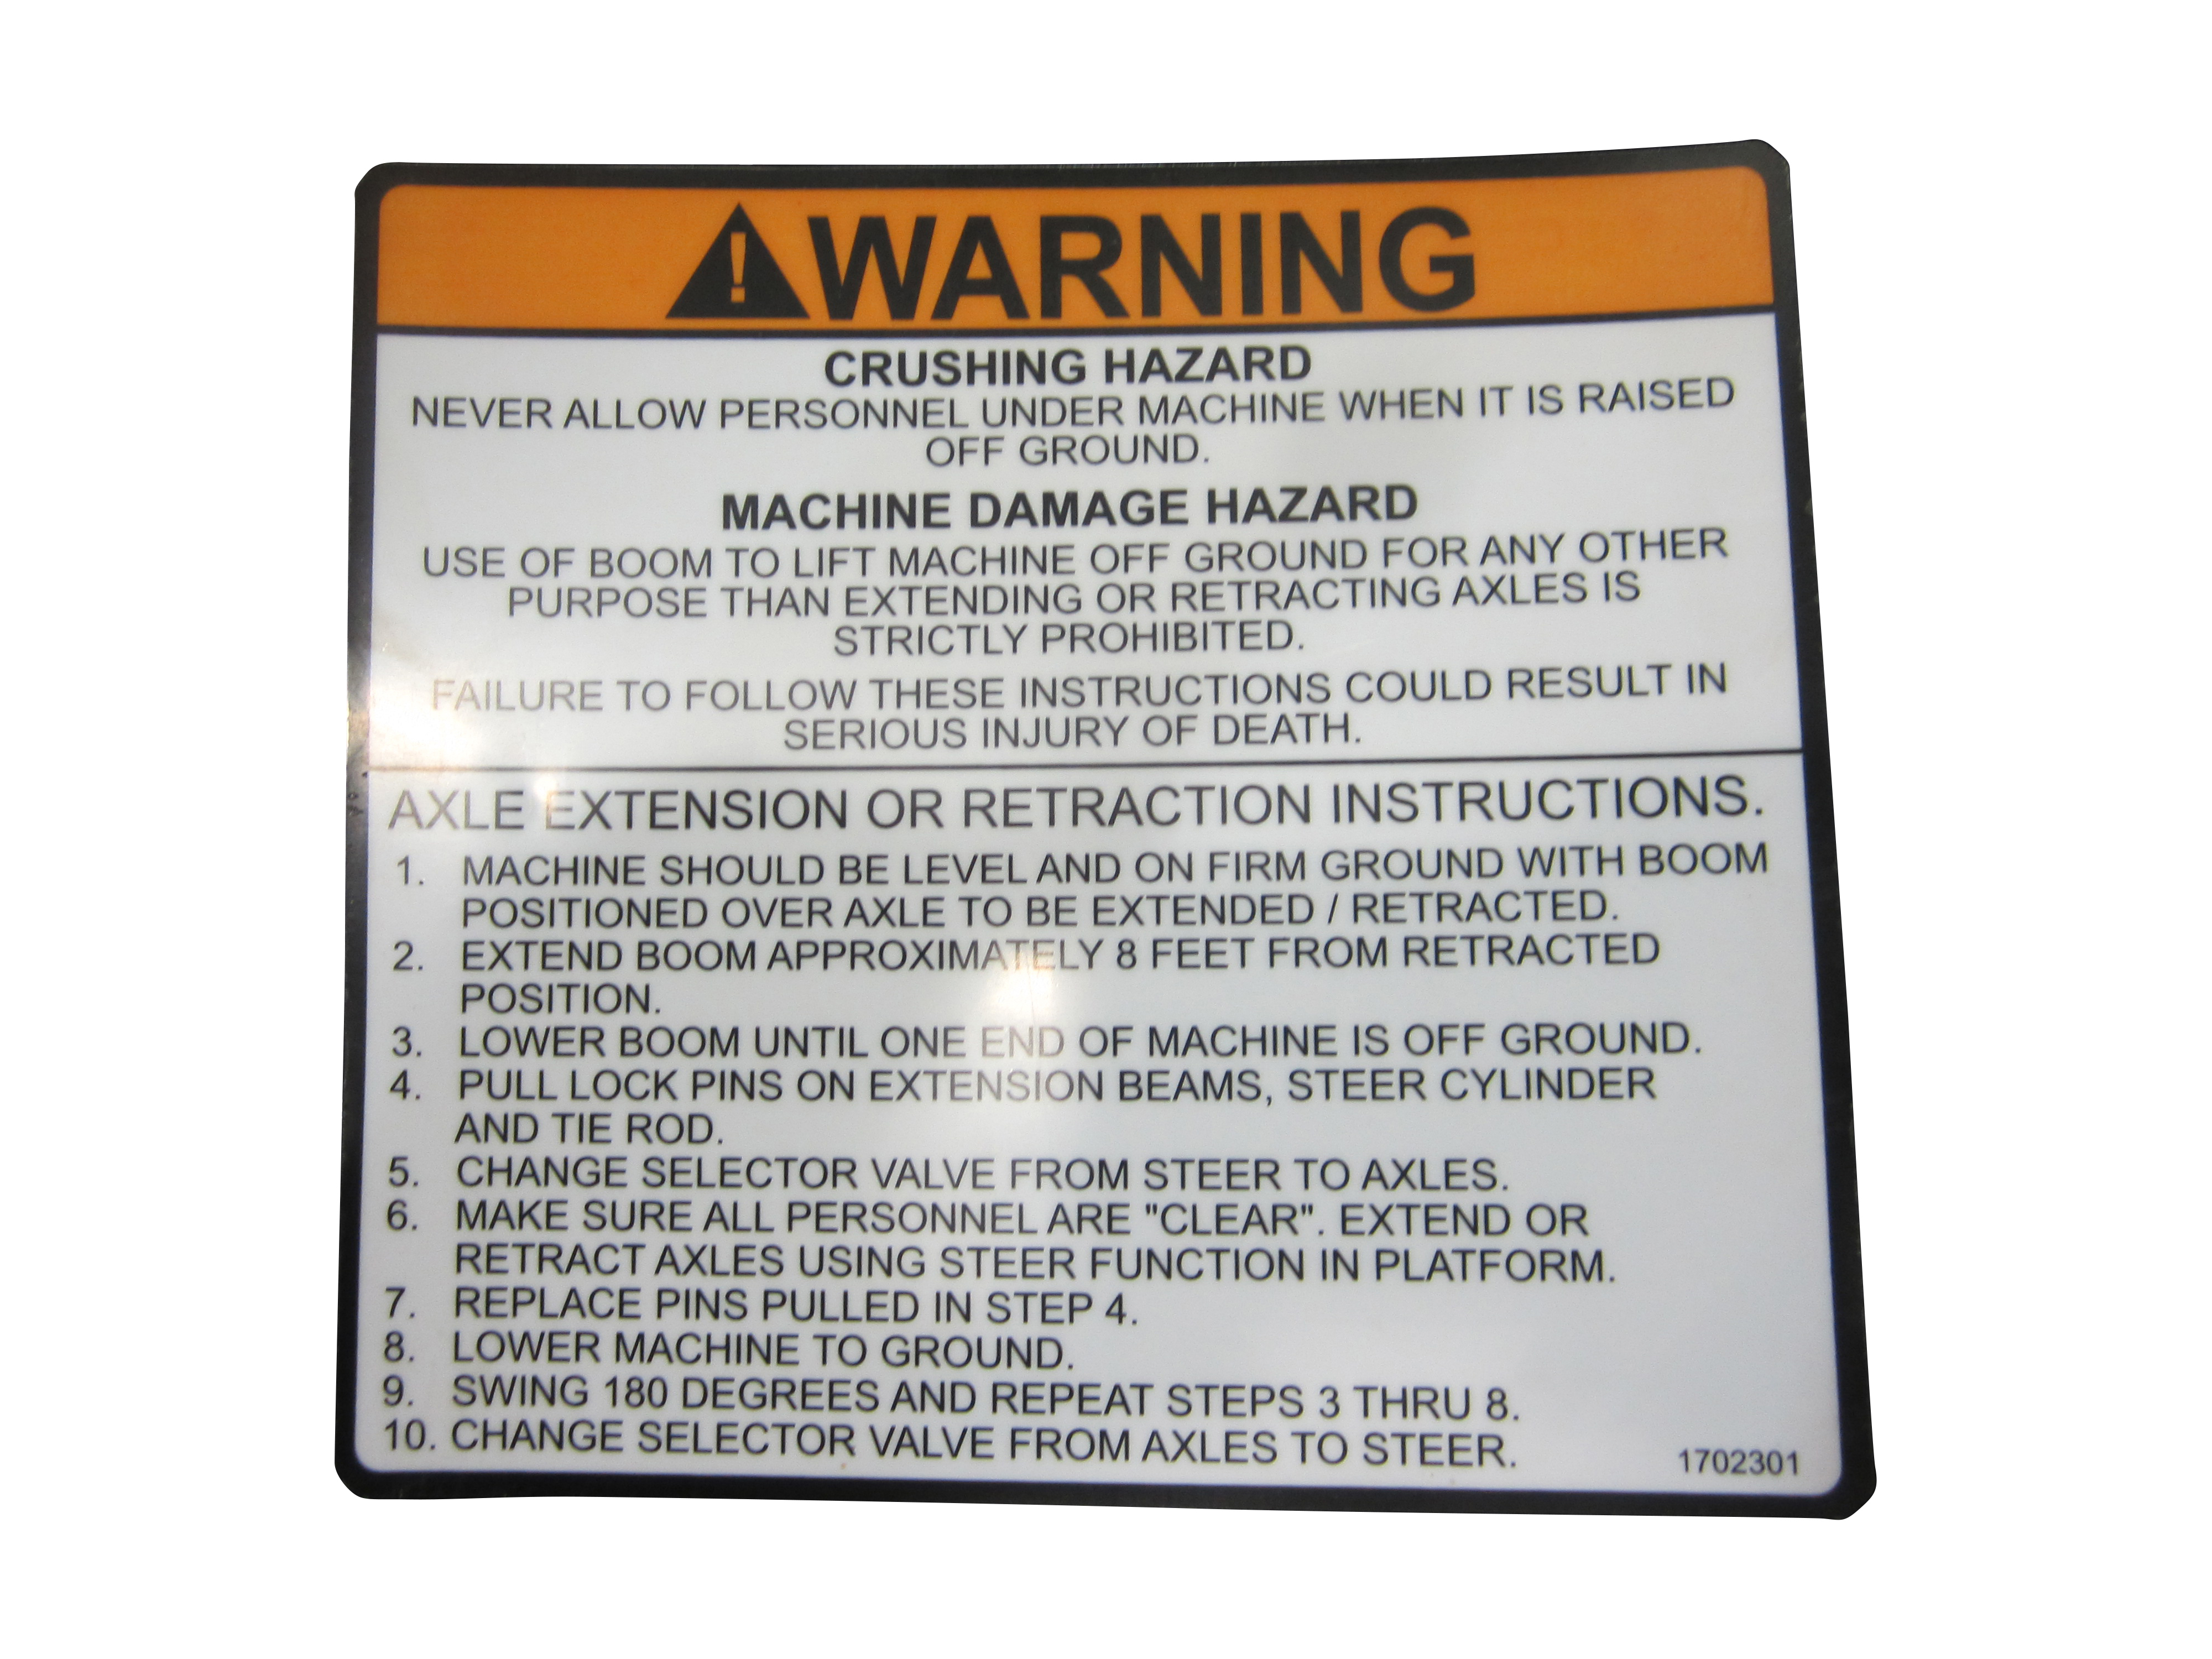 WARNING
CRUSHING HAZARD
NEVER ALLOW PERSONNEL UNDER MACHINE WHEN IT IS RAISED
OFF GROUND.
MACHINE DAMAGE HAZARD
USE OF BOOM TO LIFT MACHINE OFF GROUND FOR ANY OTHER
PURPOSE THAN EXTENDING OR RETRACTING AXLES IS
STRICTLY PROHIBITED.
FAILURE TO FOLLOW THESE INSTRUCTIONS COULD RESULT IN
SERIOUS INJURY OF DEATH.
AXLE EXTENSION OR RETRACTION INSTRUCTIONS.
1. MACHINE SHOULD BE LEVEL AND ON FIRM GROUND WITH BOOM
POSITIONED OVER AXLE TO BE EXTENDED / RETRACTED.
2. EXTEND BOOM APPROXIMATELY 8 FEET FROM RETRACTED
POSITION.
3. LOWER BOOM UNTIL ONE END OF MACHINE IS OFF GROUND.
4. PULL LOCK PINS ON EXTENSION BEAMS, STEER CYLINDER
AND TIE ROD.
5. CHANGE SELECTOR VALVE FROM STEER TO AXLES.
6. MAKE SURE ALL PERSONNEL ARE "CLEAR". EXTEND OR
RETRACT AXLES USING STEER FUNCTION IN PLATFORM.
7. REPLACE PINS PULLED IN STEP 4.
8. LOWER MACHINE TO GROUND.
9. SWING 180 DEGREES AND REPEAT STEPS 3 THRU 8.
10. CHANGE SELECTOR VALVE FROM AXLES TO STEER.
1702301